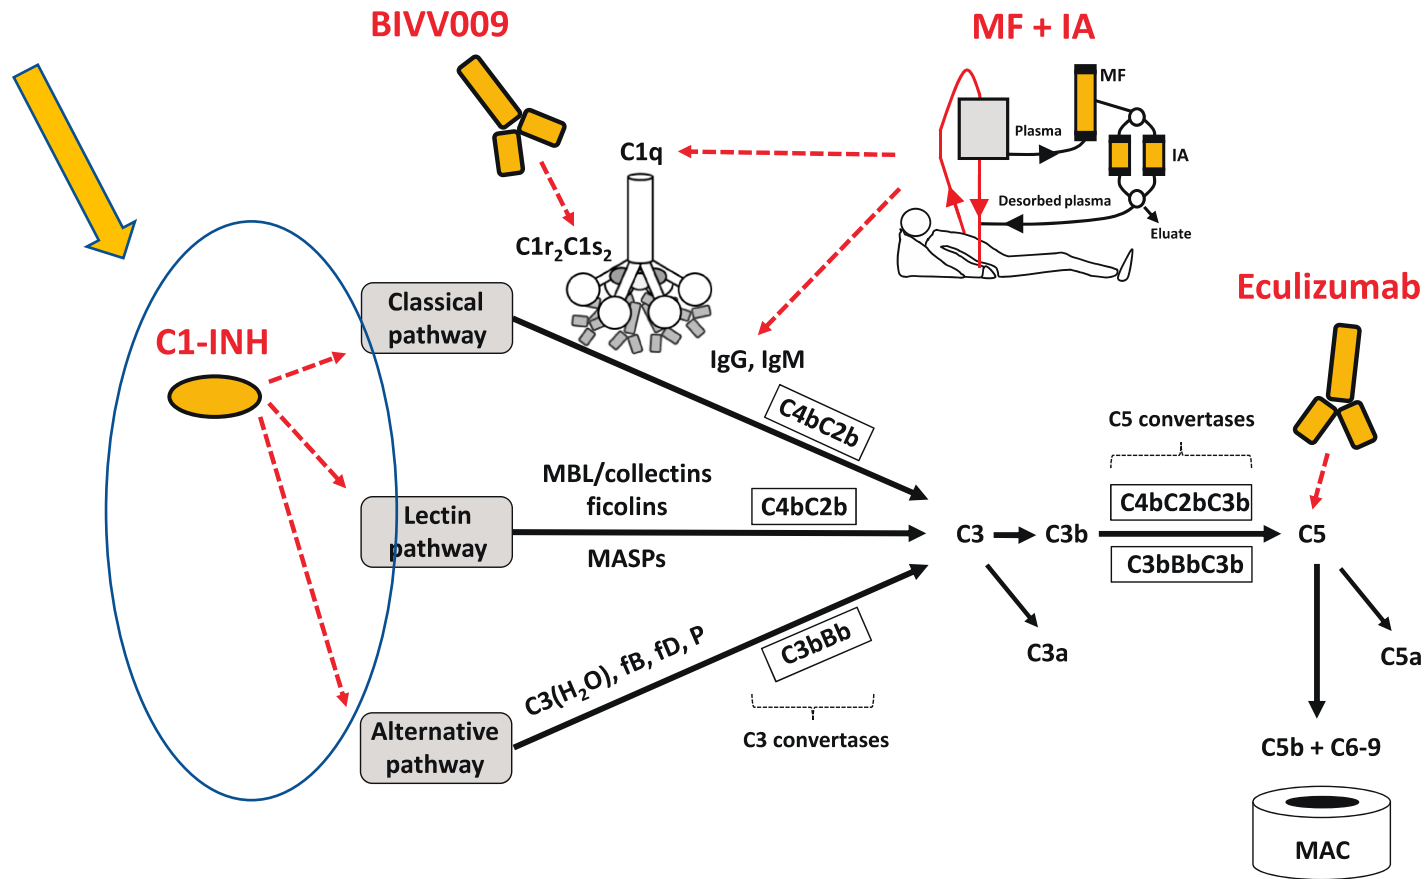 BIVV009
MF + IA
MF
Plasma
IA
C1q
Desorbed plasma
Eluate
C1r₂C1s₂
Classical
pathway
Eculizumab
C1-INH
IgG, IgM
C4bC2b
C5 convertases
MBL/collectins
ficolins
C4bC2b
C4bC2bC3b
Lectin
pathway
MASPs
C3
C3b
C5
C3bBbC3b
C3(H₂O), fB, fD, P
C3bBb
C3a
C5a
Alternative
pathway
C3 convertases
C5b + C6-9
MAC